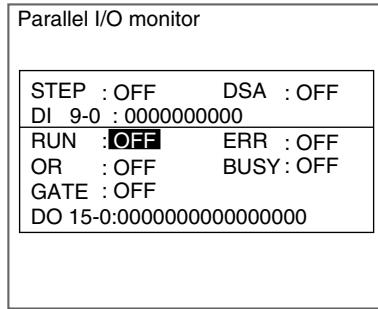 Parallel I/O monitor
STEP : OFF DSA : OFF
DI 9-0 : 0000000000
RUN : OFF ERR : OFF
OR : OFF BUSY : OFF
GATE : OFF
DO 15-0:0000000000000000